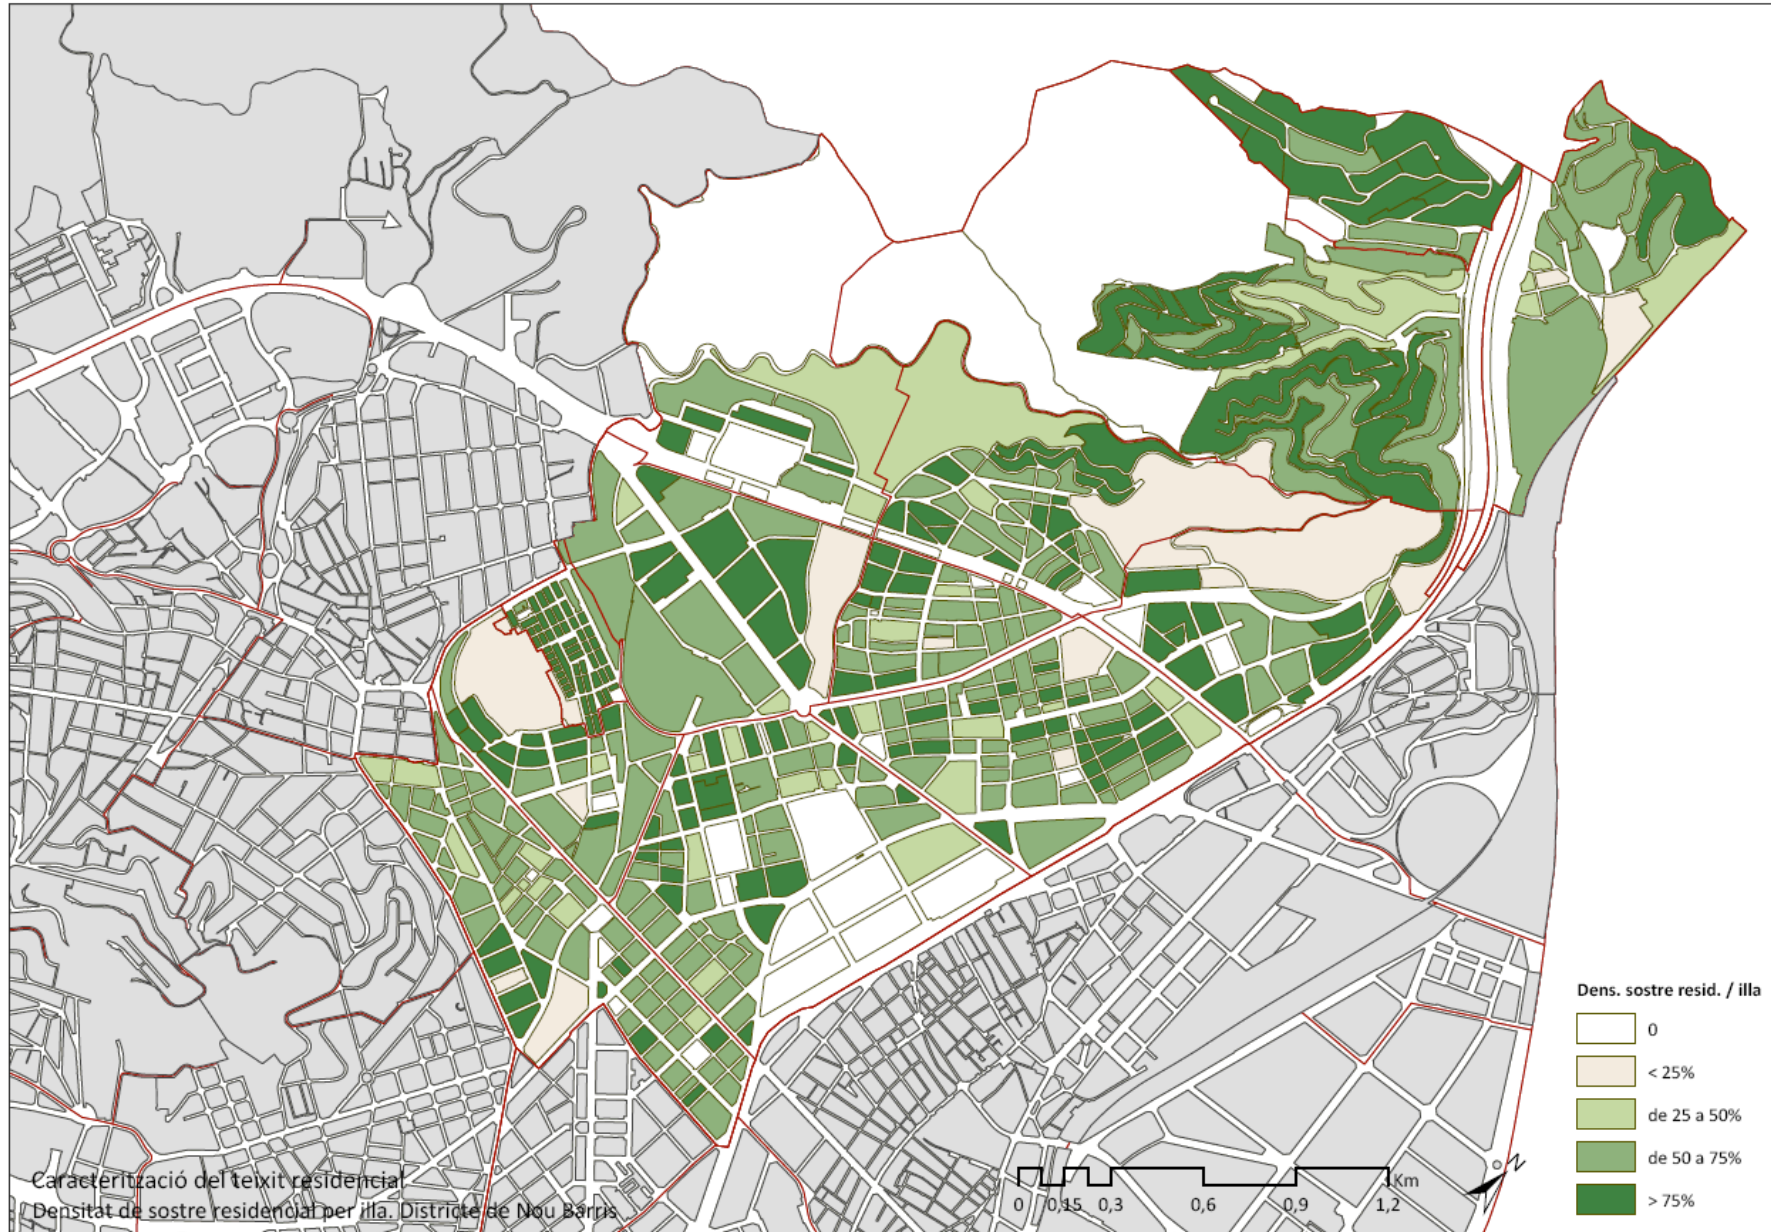 Dens. sostre resid. / illa
0
< 25%
de 25 a 50%
de 50 a 75%
> 75%
N
Km
0 0,15 0,3 0,6 0,9 1,2
Caracterització del teixit residencial
Densitat de sostre residencial per illa. Districte de Nou Barris